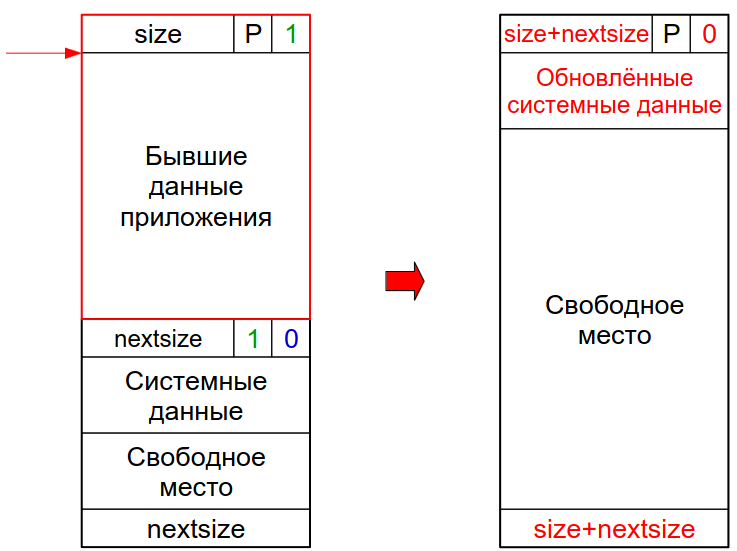 size P 1
Бывшие
данные
приложения
nextsize 1 0
Системные
данные
Свободное
место
nextsize
size+nextsize P 0
Обновлённые
системные данные
Свободное
место
size+nextsize